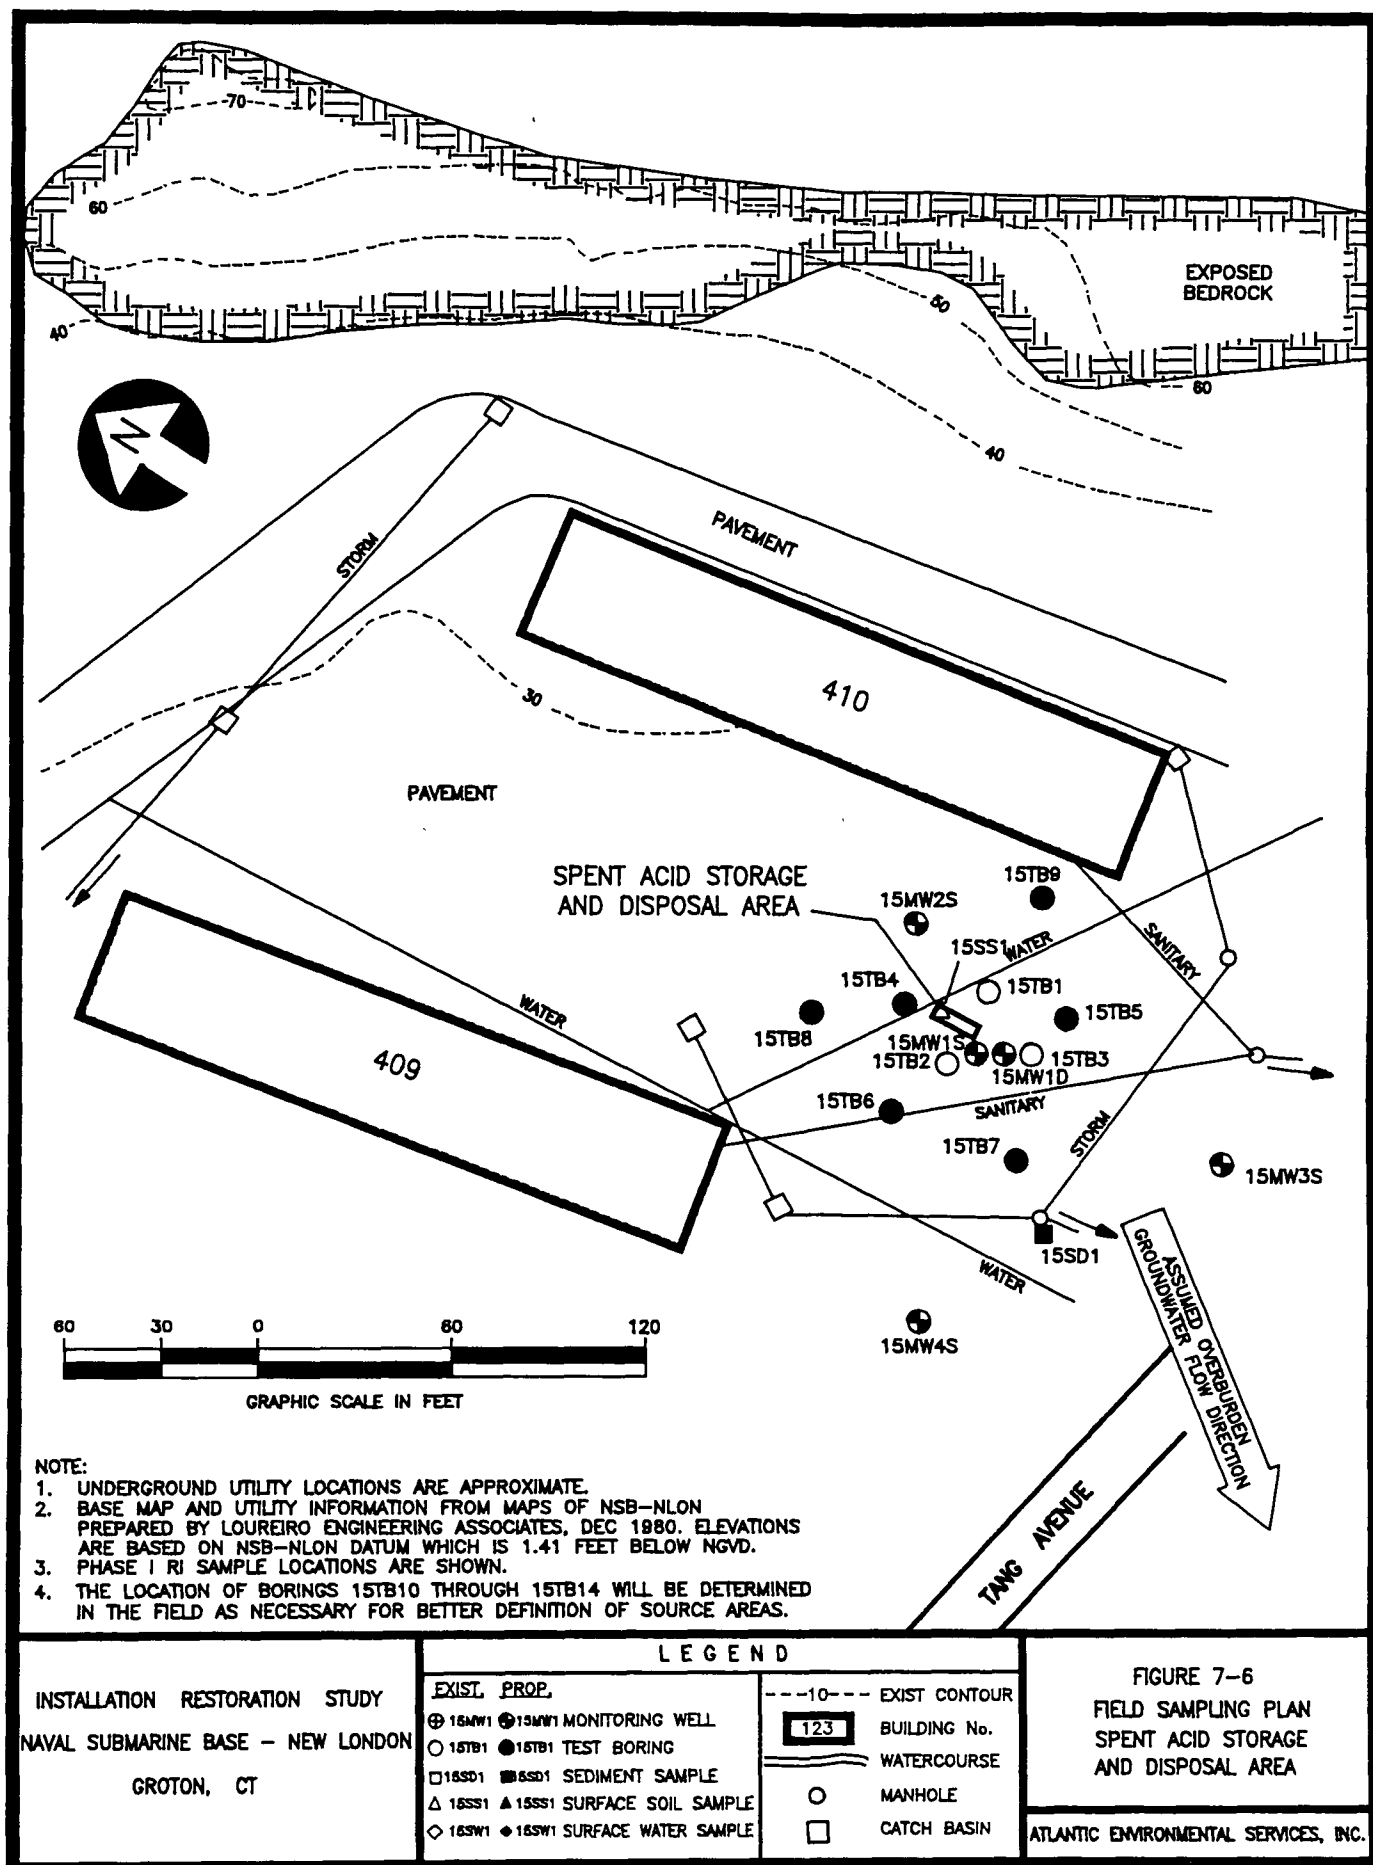 70
60
EXPOSED
BEDROCK
50
40
60
40
N
STORM
PAVEMENT
30
410
PAVEMENT
SPENT ACID STORAGE
AND DISPOSAL AREA
15TB9
15MW2S
15SS1
WATER
SANITARY
15TB4
15TB1
15TB5
15TB8
WATER
15MW1S
15TB2
15TB3
15MW1D
409
15TB6
SANITARY
STORM
15TB7
15MW3S
15SD1
WATER
ASSUMED OVERBURDEN
GROUNDWATER FLOW DIRECTION
15MW4S
60 30 0 60 120
GRAPHIC SCALE IN FEET
TANG AVENUE
NOTE:
1. UNDERGROUND UTILITY LOCATIONS ARE APPROXIMATE.
2. BASE MAP AND UTILITY INFORMATION FROM MAPS OF NSB-NLON
PREPARED BY LOUREIRO ENGINEERING ASSOCIATES, DEC 1980. ELEVATIONS
ARE BASED ON NSB-NLON DATUM WHICH IS 1.41 FEET BELOW NGVD.
3. PHASE I RI SAMPLE LOCATIONS ARE SHOWN.
4. THE LOCATION OF BORINGS 15TB10 THROUGH 15TB14 WILL BE DETERMINED
IN THE FIELD AS NECESSARY FOR BETTER DEFINITION OF SOURCE AREAS.
INSTALLATION RESTORATION STUDY
NAVAL SUBMARINE BASE - NEW LONDON
GROTON, CT
LEGEND
EXIST. PROP.
15MW1 15MW1 MONITORING WELL
15TB1 15TB1 TEST BORING
15SD1 15SD1 SEDIMENT SAMPLE
15SS1 15SS1 SURFACE SOIL SAMPLE
15SW1 15SW1 SURFACE WATER SAMPLE
10 EXIST CONTOUR
123 BUILDING No.
WATERCOURSE
MANHOLE
CATCH BASIN
FIGURE 7-6
FIELD SAMPLING PLAN
SPENT ACID STORAGE
AND DISPOSAL AREA
ATLANTIC ENVIRONMENTAL SERVICES, INC.